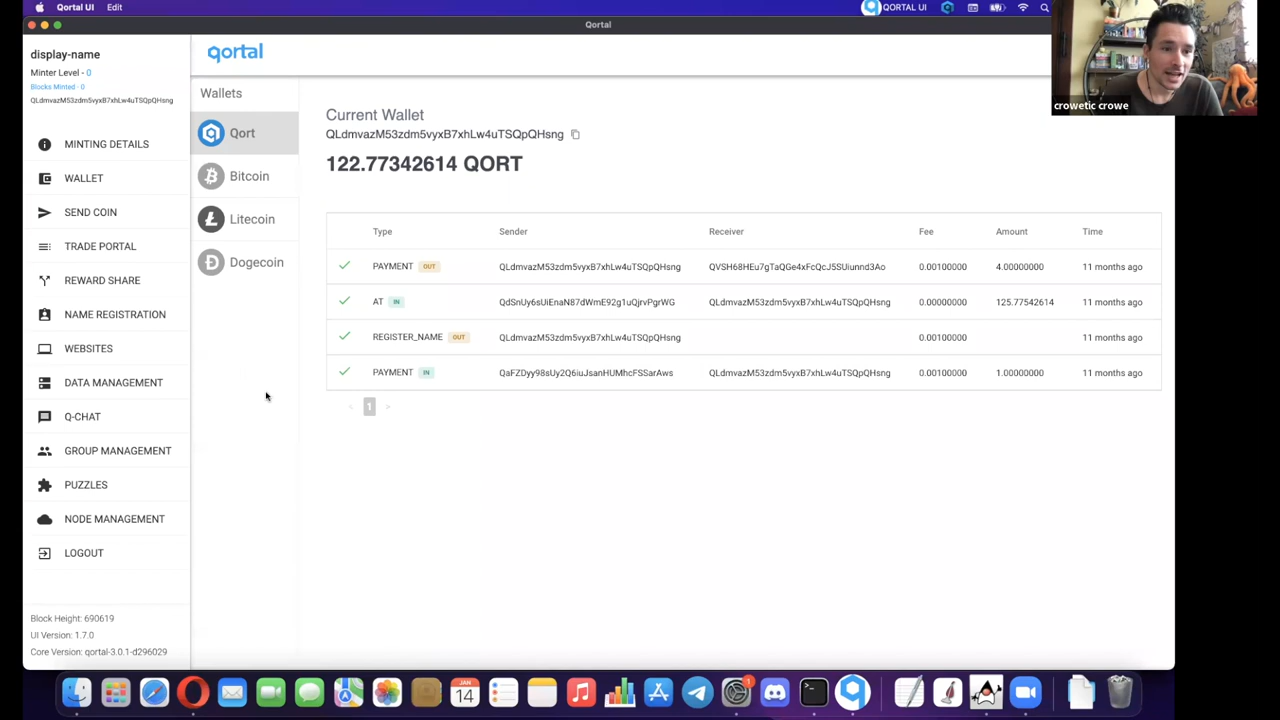 Qortal UI Edit QORTAL UI
Qortal
display-name
Minter Level - 0
Blocks Minted - 0
QLdmvazM53zdm5vyxB7xhLw4uTSQpQHsng
MINTING DETAILS
WALLET
SEND COIN
TRADE PORTAL
REWARD SHARE
NAME REGISTRATION
WEBSITES
DATA MANAGEMENT
Q-CHAT
GROUP MANAGEMENT
PUZZLES
NODE MANAGEMENT
LOGOUT
Block Height: 690619
UI Version: 1.7.0
Core Version: qortal-3.0.1-d296029
qortal
Wallets
Qort
Bitcoin
Litecoin
Dogecoin
Current Wallet
QLdmvazM53zdm5vyxB7xhLw4uTSQpQHsng
122.77342614 QORT
Type Sender Receiver Fee Amount Time
PAYMENT OUT QLdmvazM53zdm5vyxB7xhLw4uTSQpQHsng QVSH68HEu7gTaQGe4xFcQcJ5SUiunnd3Ao 0.00100000 4.00000000 11 months ago
AT IN QdSnUy6sUiEnaN87dWmE92g1uQjrvPgrWG QLdmvazM53zdm5vyxB7xhLw4uTSQpQHsng 0.00000000 125.77542614 11 months ago
REGISTER_NAME OUT QLdmvazM53zdm5vyxB7xhLw4uTSQpQHsng 0.00100000 11 months ago
PAYMENT IN QaFZDyy98sUy2Q6iuJsanHUMhcFSSarAws QLdmvazM53zdm5vyxB7xhLw4uTSQpQHsng 0.00100000 1.00000000 11 months ago
< 1 >
crowetic crowe
JAN
14
1